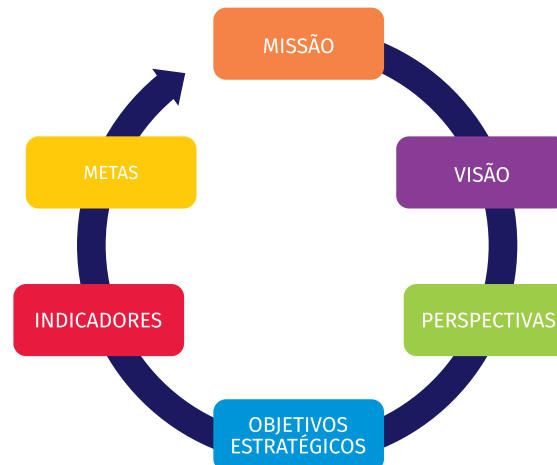 MISSÃO
VISÃO
PERSPECTIVAS
OBJETIVOS
ESTRATÉGICOS
INDICADORES
METAS